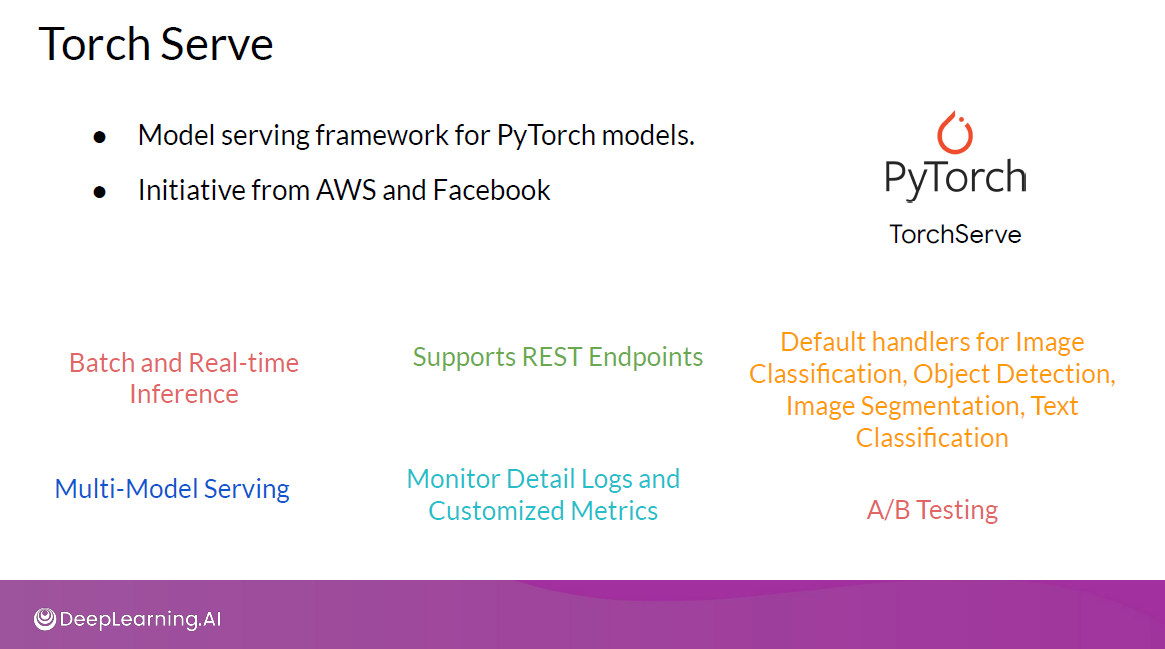 Torch Serve
● Model serving framework for PyTorch models.
● Initiative from AWS and Facebook
PyTorch
TorchServe
Batch and Real-time
Inference
Supports REST Endpoints
Default handlers for Image
Classification, Object Detection,
Image Segmentation, Text
Classification
Multi-Model Serving
Monitor Detail Logs and
Customized Metrics
A/B Testing
DeepLearning.AI